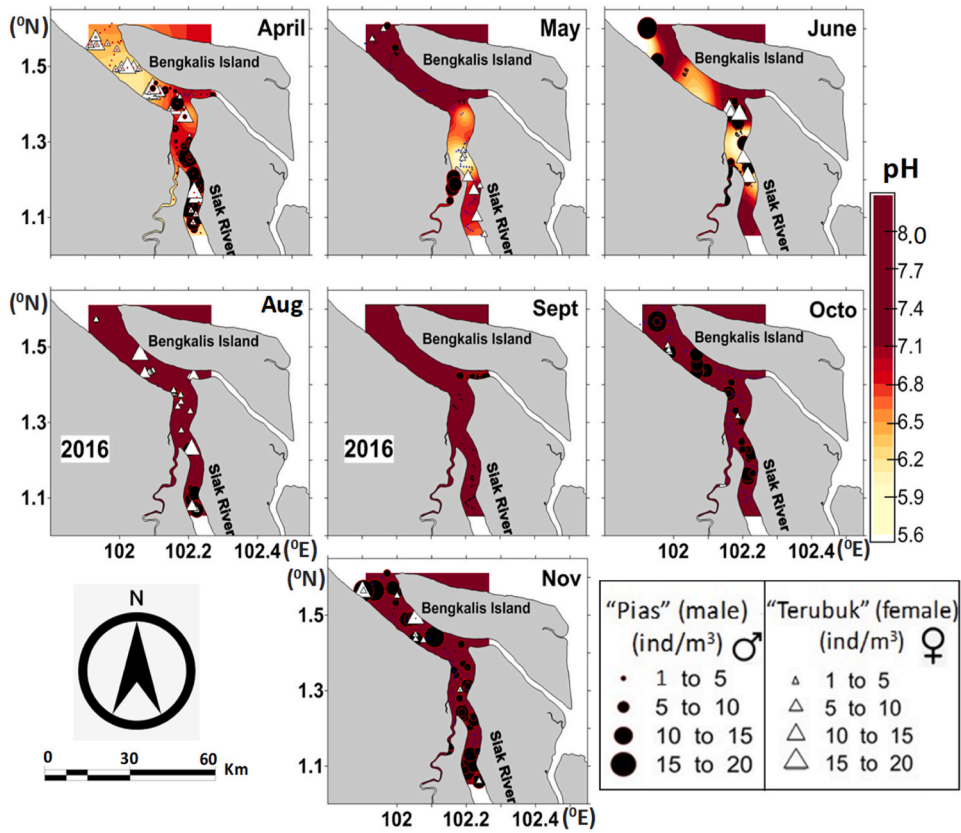 (⁰N)
April
May
June
1.5
1.3
1.1
Bengkalis Island
Siak River
Bengkalis Island
Siak River
Bengkalis Island
Siak River
pH
8.0
7.7
7.4
7.1
6.8
6.5
6.2
5.9
5.6
(⁰N)
Aug
Sept
Octo
1.5
1.3
1.1
Bengkalis Island
Siak River
2016
Bengkalis Island
Siak River
2016
Bengkalis Island
Siak River
102 102.2 102.4 (⁰E)
102 102.2 102.4 (⁰E)
(⁰N)
Nov
1.5
1.3
1.1
Bengkalis Island
Siak River
102 102.2 102.4 (⁰E)
N
0 30 60
Km
“Pias” (male)
(ind/m³) ♂
1 to 5
5 to 10
10 to 15
15 to 20
“Terubuk” (female)
(ind/m³) ♀
1 to 5
5 to 10
10 to 15
15 to 20